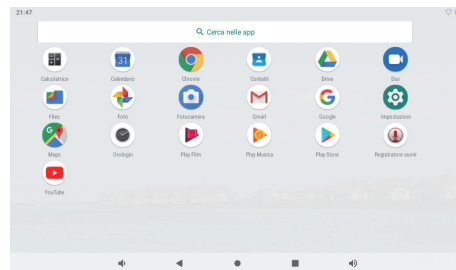 21:47
Cerca nelle app
Calcolatrice Calendario Chrome Contatti Drive Duo
31
Files Foto Fotocamera Gmail Google Impostazioni
Maps Orologio Play Film Play Musica Play Store Registratore suoni
YouTube